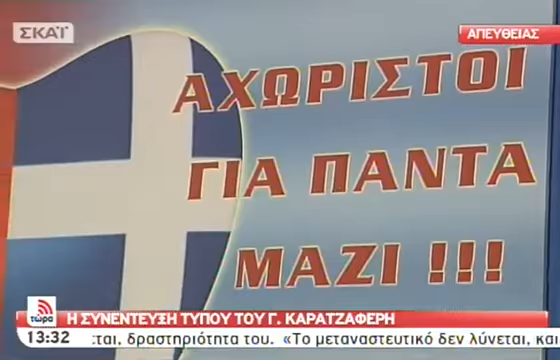 ΣΚΑΪ
ΑΠΕΥΘΕΙΑΣ
ΑΧΩΡΙΣΤΟΙ
ΓΙΑ ΠΑΝΤΑ
ΜΑΖΙ !!!
τώρα
Η ΣΥΝΕΝΤΕΥΞΗ ΤΥΠΟΥ ΤΟΥ Γ. ΚΑΡΑΤΖΑΦΕΡΗ
13:32 εται, δραστηριότητα του. «Το μεταναστευτικό δεν λύνεται, κα